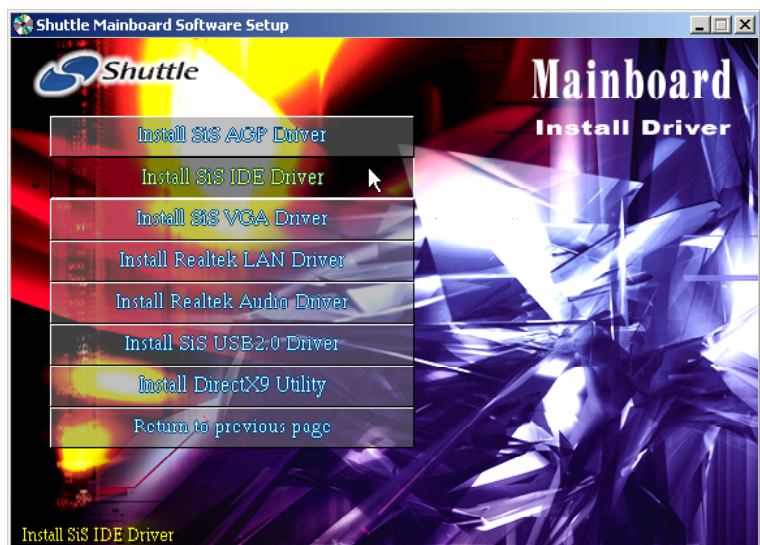 Shuttle Mainboard Software Setup
Shuttle
Mainboard
Install Driver
Install SiS AGP Driver
Install SiS IDE Driver
Install SiS VGA Driver
Install Realtek LAN Driver
Install Realtek Audio Driver
Install SiS USB2.0 Driver
Install DirectX9 Utility
Return to previous page
Install SiS IDE Driver